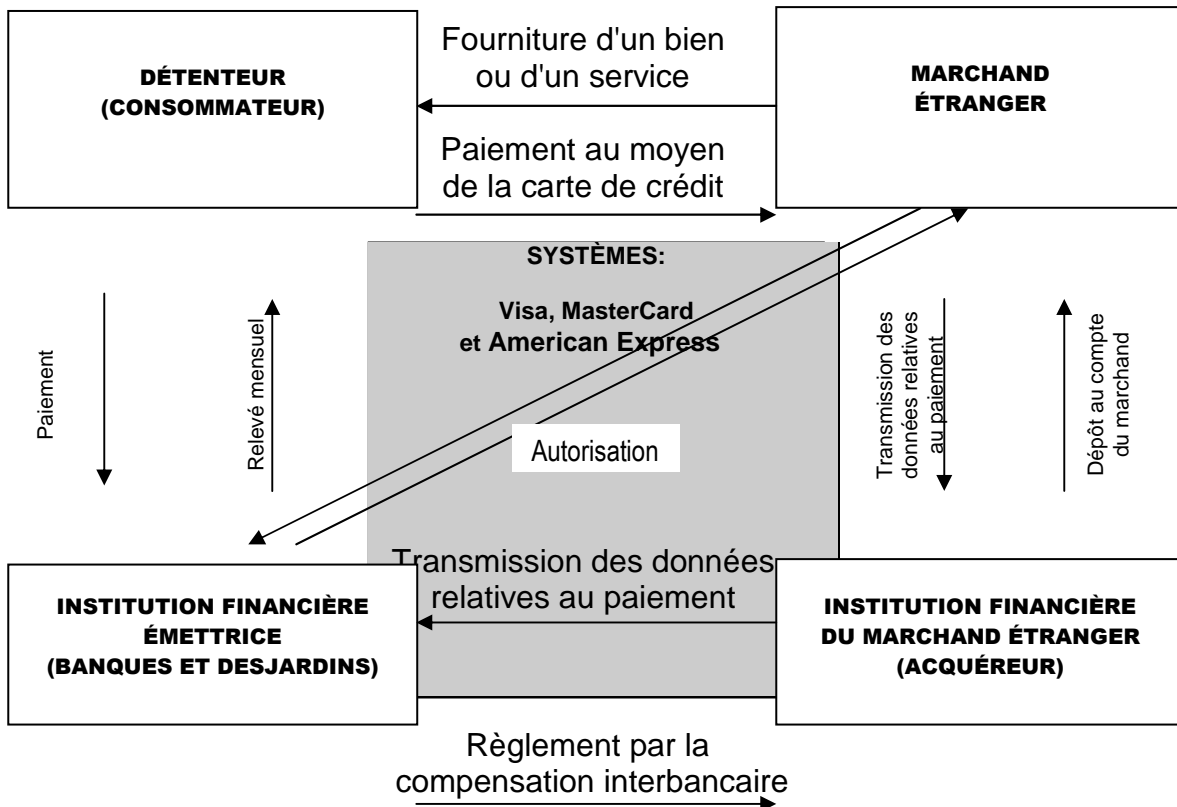 DÉTENTEUR
(CONSOMMATEUR)
Fourniture d'un bien
ou d'un service
MARCHAND
ÉTRANGER
Paiement au moyen
de la carte de crédit
SYSTÈMES:
Visa, MasterCard
et American Express
Paiement
Relevé mensuel
Autorisation
Transmission des
données relatives
au paiement
Dépôt au compte
du marchand
Transmission des données
relatives au paiement
INSTITUTION FINANCIÈRE
ÉMETTRICE
(BANQUES ET DESJARDINS)
INSTITUTION FINANCIÈRE
DU MARCHAND ÉTRANGER
(ACQUÉREUR)
Règlement par la
compensation interbancaire